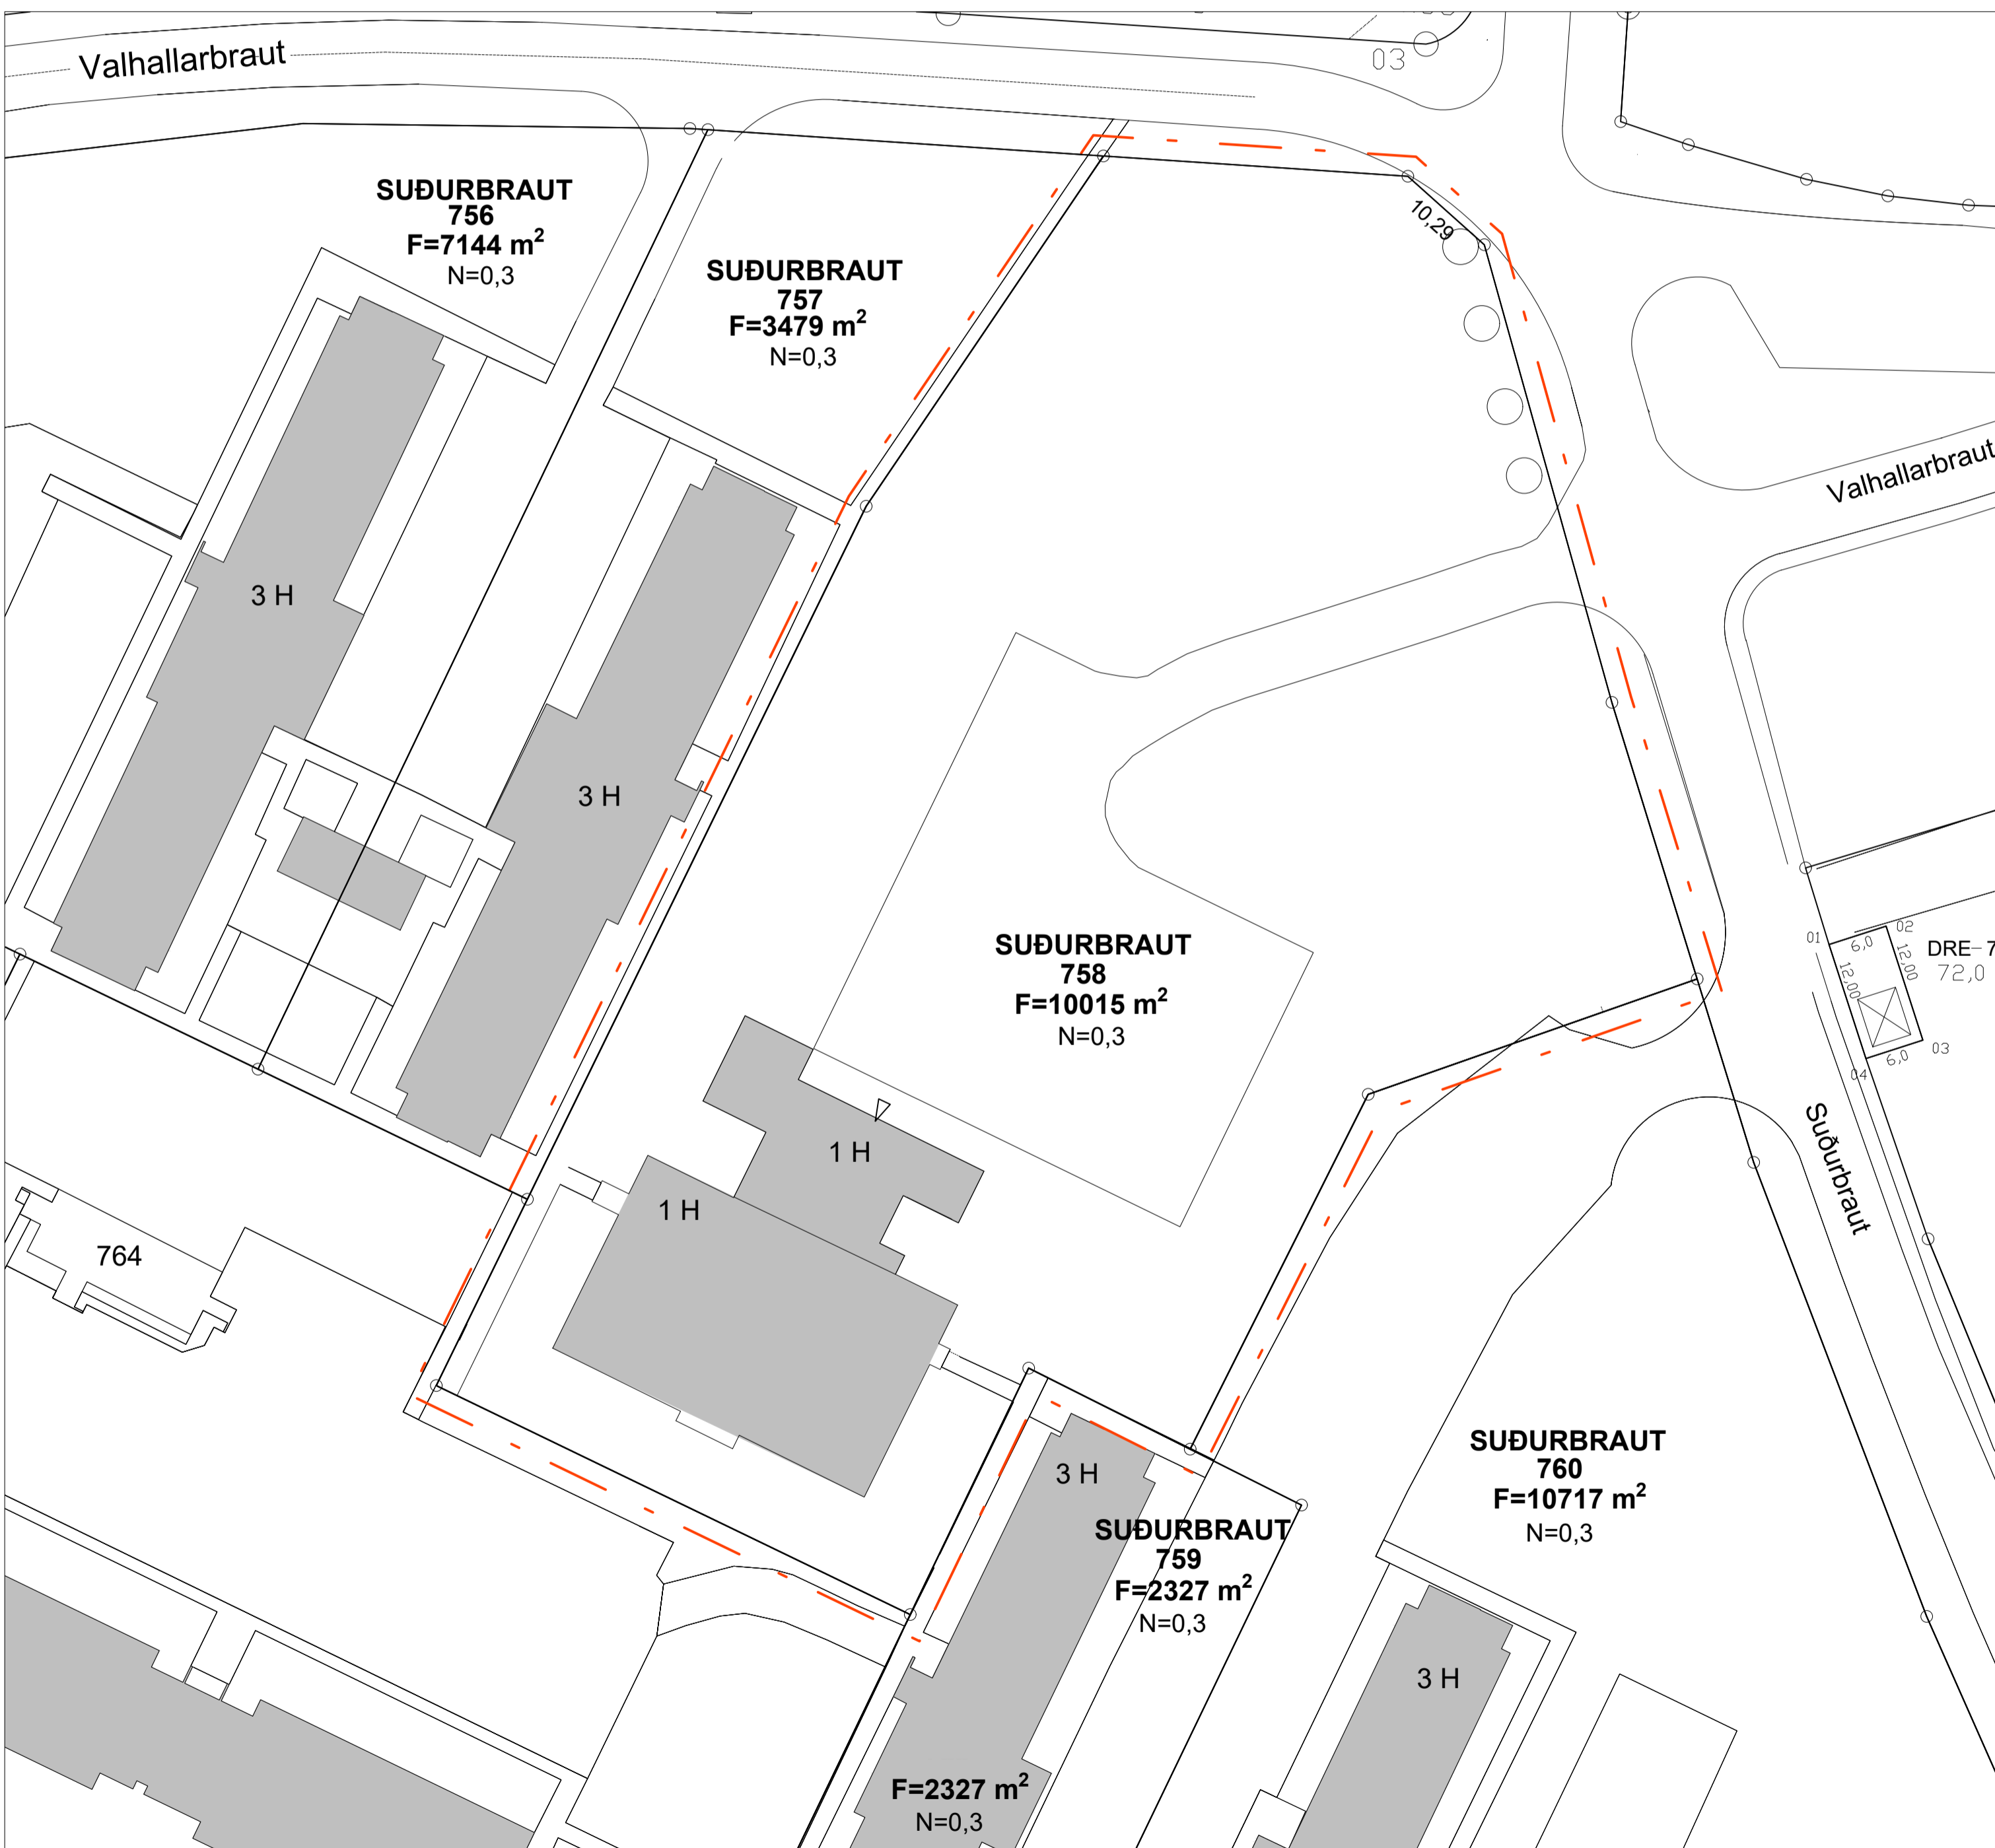 Valhallarbraut
03
SUÐURBRAUT
756
F=7144 m²
N=0,3
SUÐURBRAUT
757
F=3479 m²
N=0,3
10,29
Valhallarbraut
3 H
3 H
SUÐURBRAUT
758
F=10015 m²
N=0,3
01
6,0
02
12,00
12,00
DRE-7
72,0
03
6,0
04
Suðurbraut
1 H
1 H
764
3 H
SUÐURBRAUT
759
F=2327 m²
N=0,3
SUÐURBRAUT
760
F=10717 m²
N=0,3
3 H
F=2327 m²
N=0,3